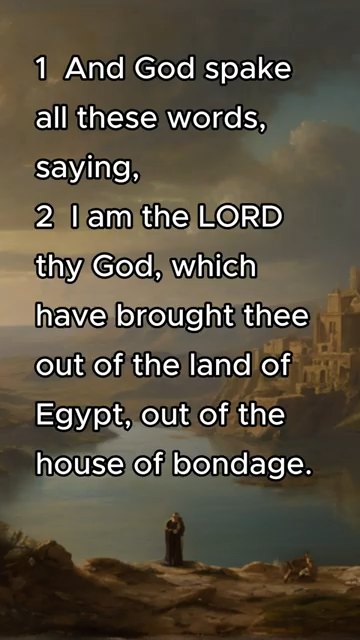 1 And God spake
all these words,
saying,
2 I am the LORD
thy God, which
have brought thee
out of the land of
Egypt, out of the
house of bondage.